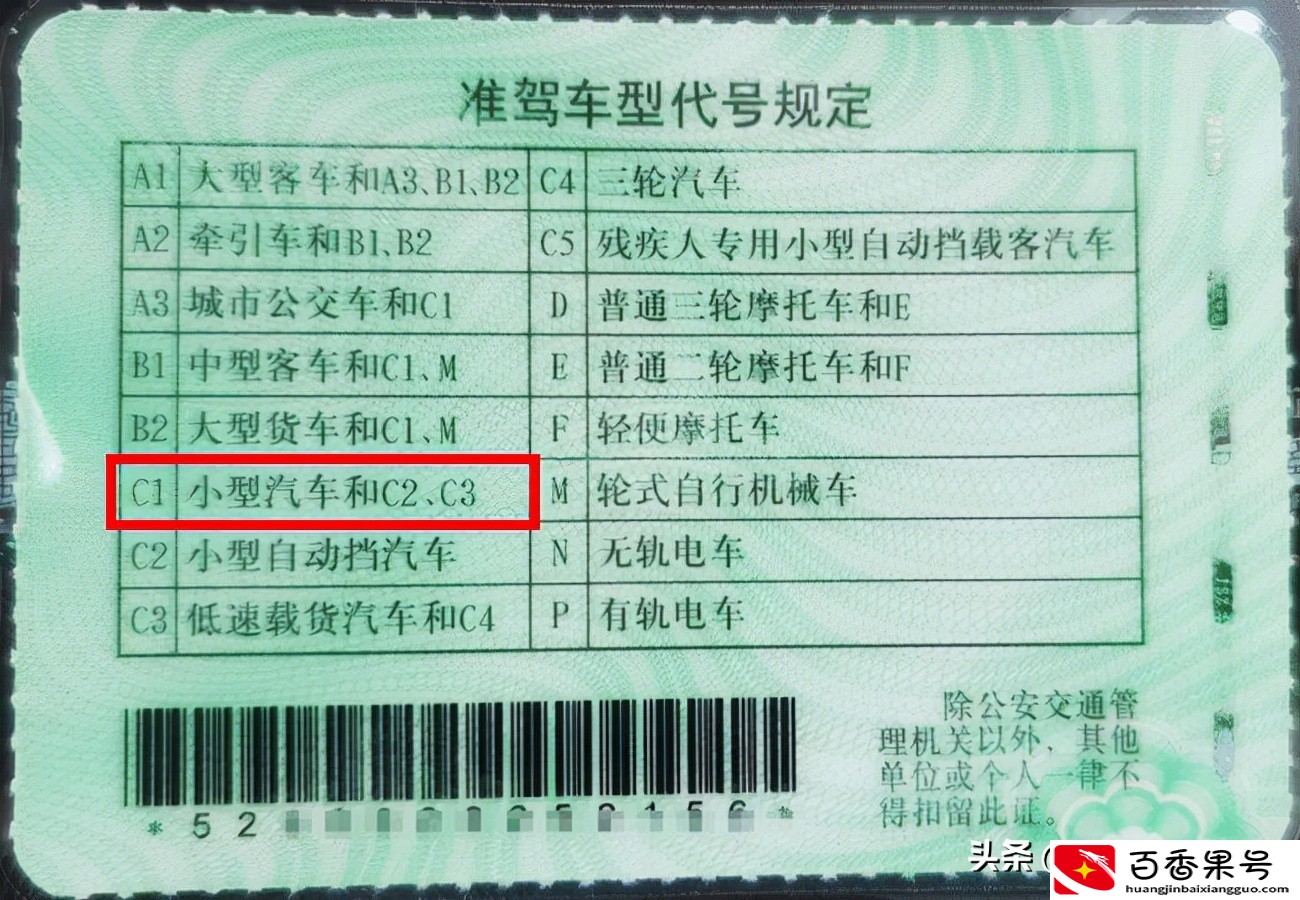 准驾车型代号规定
A1 大型客车和A3、B1、B2 C4 三轮汽车
A2 牵引车和B1、B2 C5 残疾人专用小型自动挡载客汽车
A3 城市公交车和C1 D 普通三轮摩托车和E
B1 中型客车和C1、M E 普通二轮摩托车和F
B2 大型货车和C1、M F 轻便摩托车
C1 小型汽车和C2、C3 M 轮式自行机械车
C2 小型自动挡汽车 N 无轨电车
C3 低速载货汽车和C4 P 有轨电车
* 5 2
除公安交通管
理机关以外，其他
单位或个人一律不
得扣留此证。
头条
百香果号
huangjinbaixiangguo.com